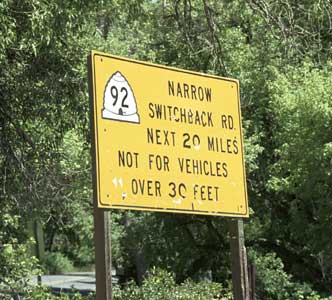 92
NARROW
SWITCHBACK RD.
NEXT 20 MILES
NOT FOR VEHICLES
OVER 30 FEET